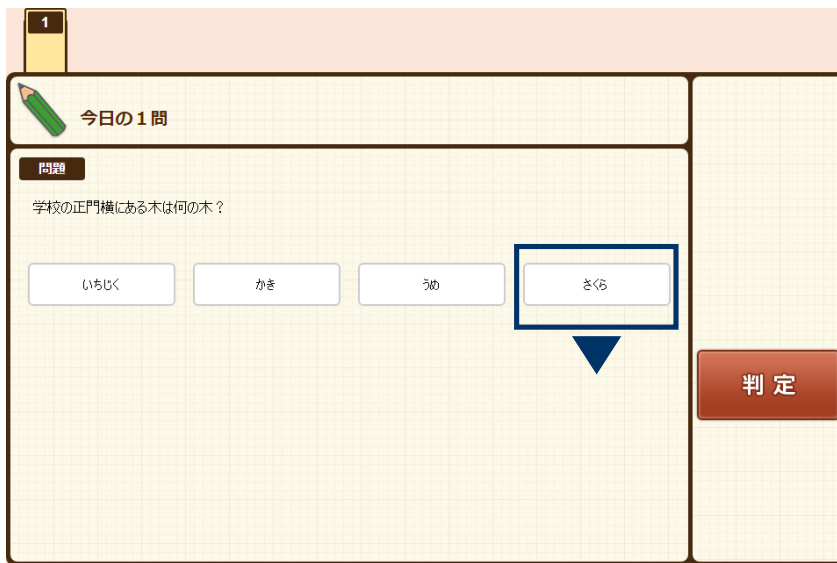 1
今日の1問
問題
学校の正門横にある木は何の木？
いちじく
かき
うめ
さくら
判定